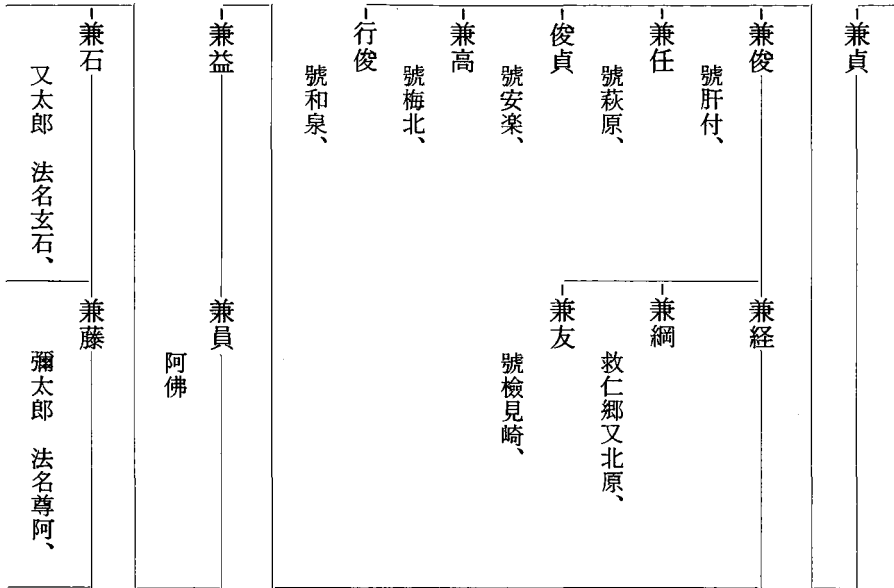 兼貞
兼俊
號肝付、
兼経
兼任
號萩原、
兼綱
救仁郷又北原、
俊貞
號安楽、
兼友
號檢見崎、
兼高
號梅北、
行俊
號和泉、
兼益
兼員
阿佛
兼石
又太郎　法名玄石、
兼藤
彌太郎　法名尊阿、